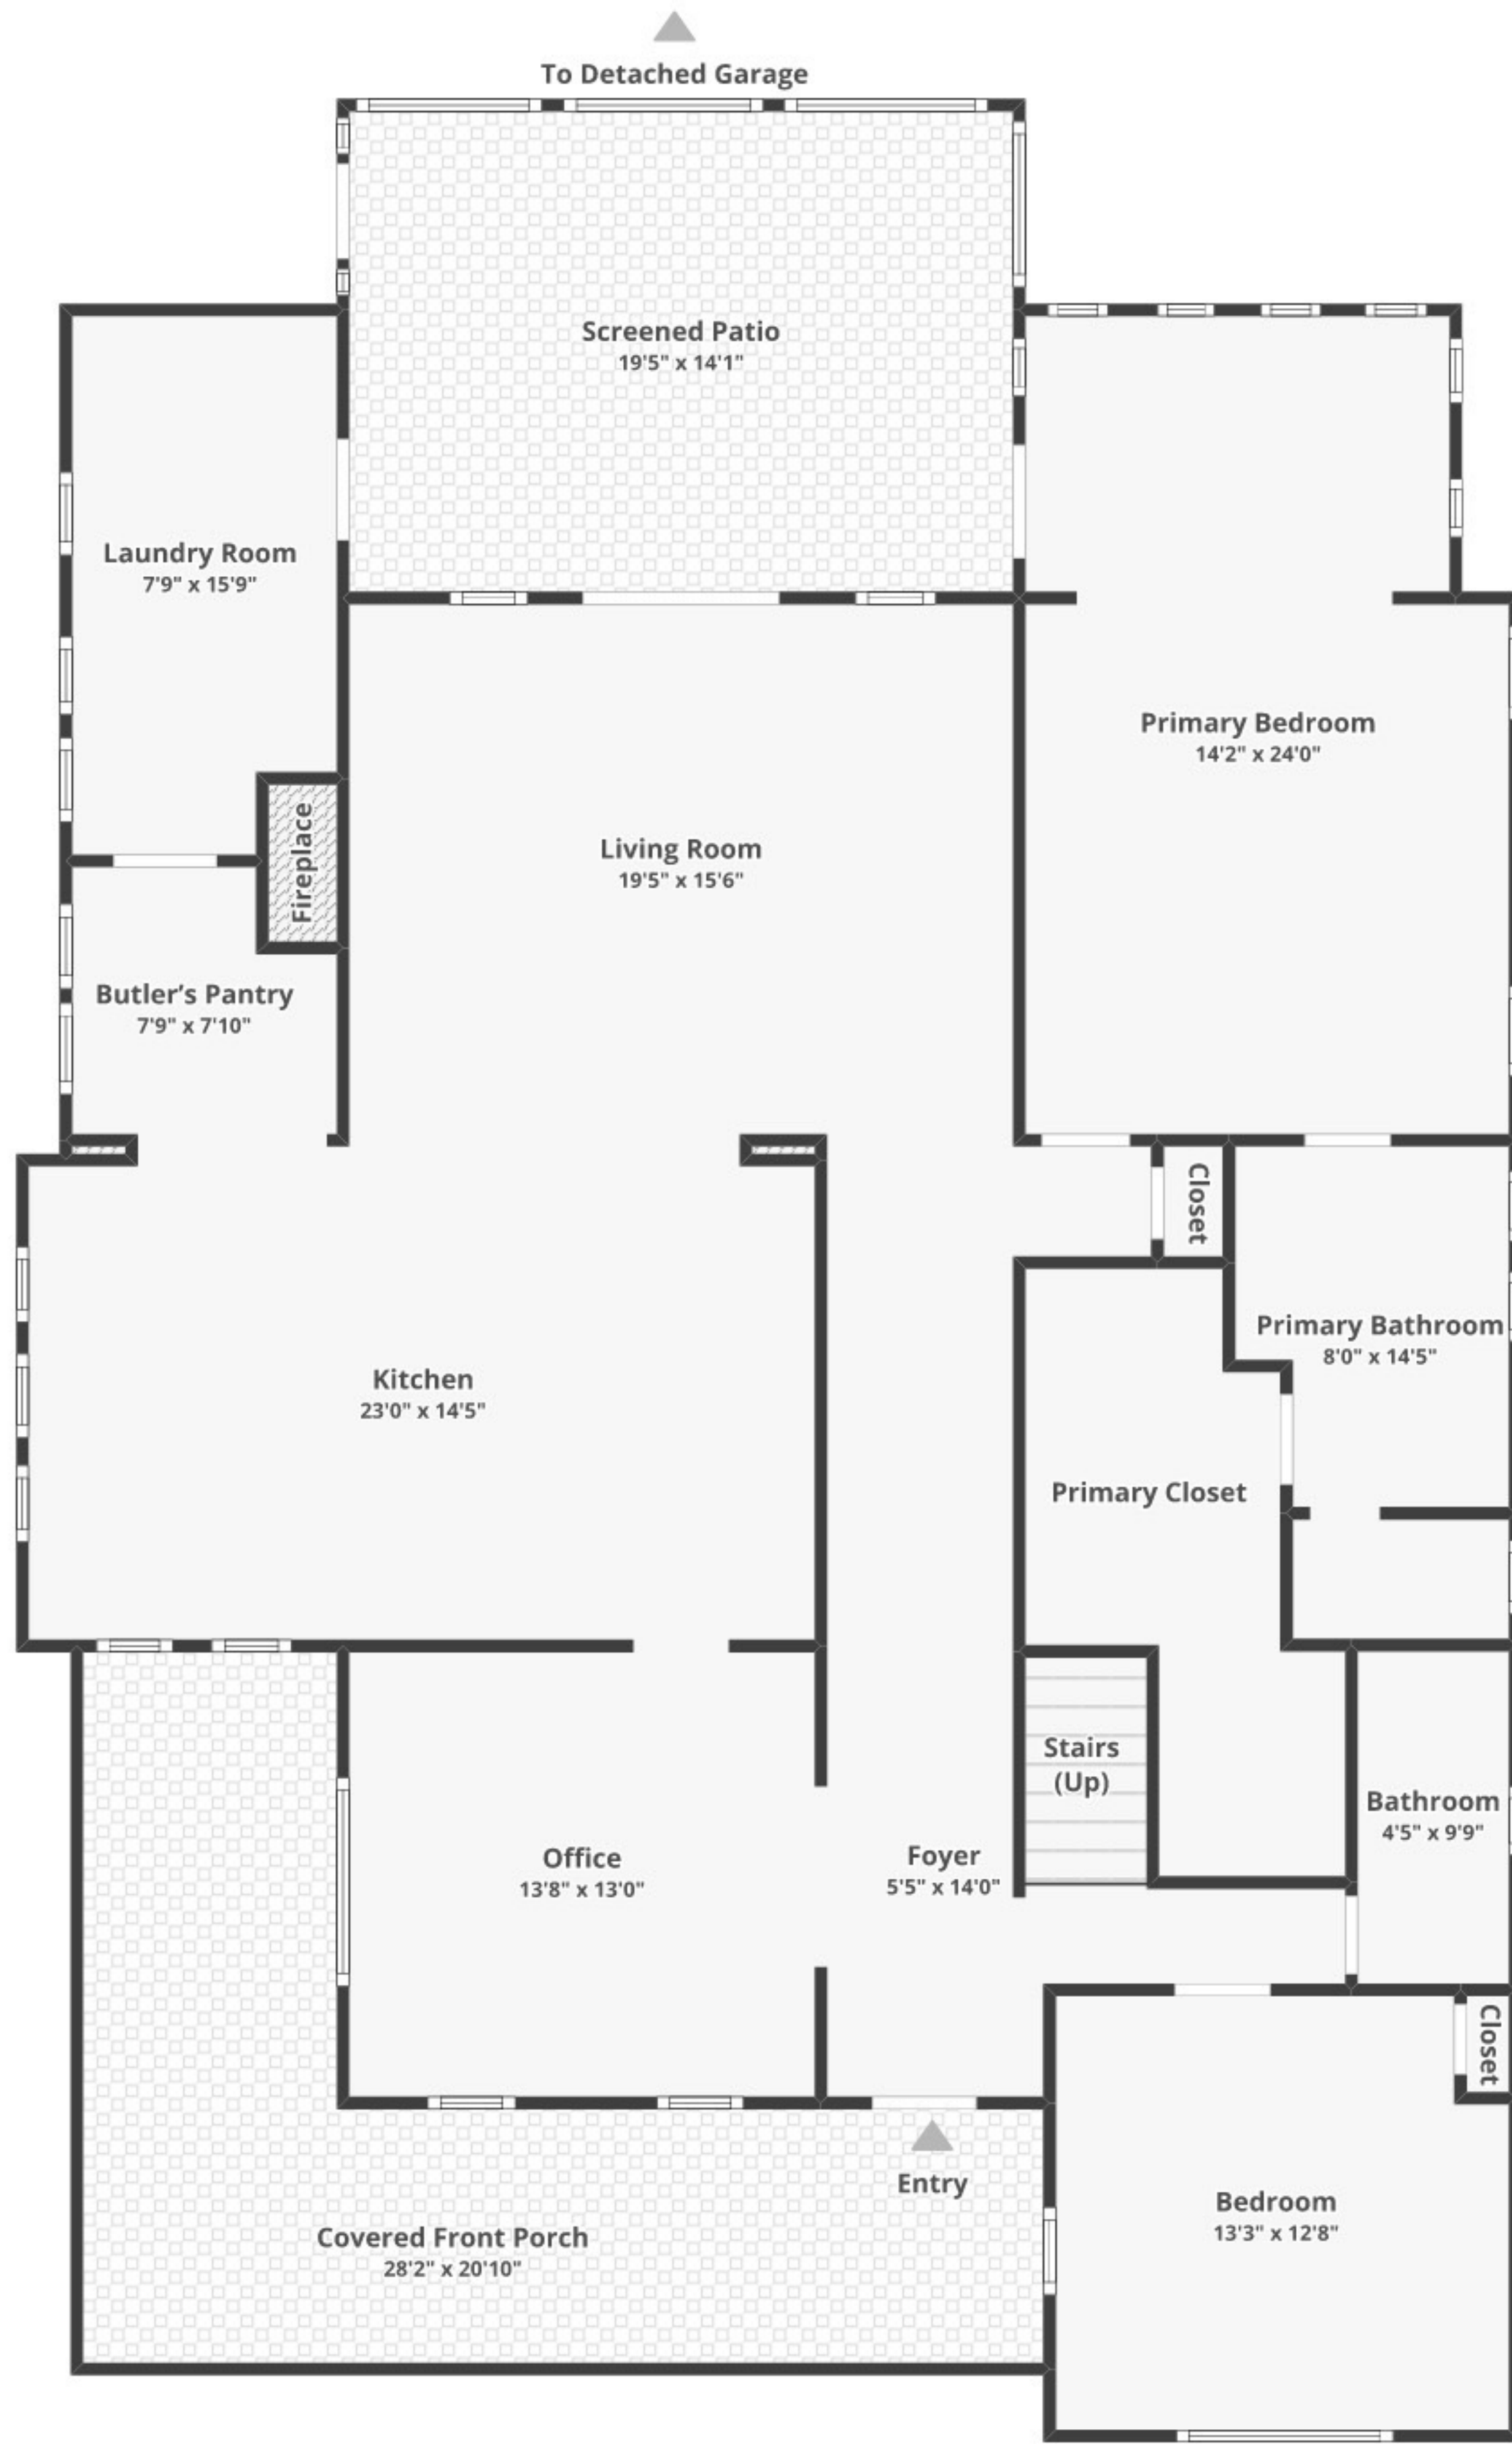 To Detached Garage
Screened Patio
19'5" x 14'1"
Laundry Room
7'9" x 15'9"
Primary Bedroom
14'2" x 24'0"
Living Room
19'5" x 15'6"
Fireplace
Butler’s Pantry
7'9" x 7'10"
Closet
Primary Bathroom
8'0" x 14'5"
Kitchen
23'0" x 14'5"
Primary Closet
Stairs
(Up)
Bathroom
4'5" x 9'9"
Office
13'8" x 13'0"
Foyer
5'5" x 14'0"
Closet
Entry
Bedroom
13'3" x 12'8"
Covered Front Porch
28'2" x 20'10"